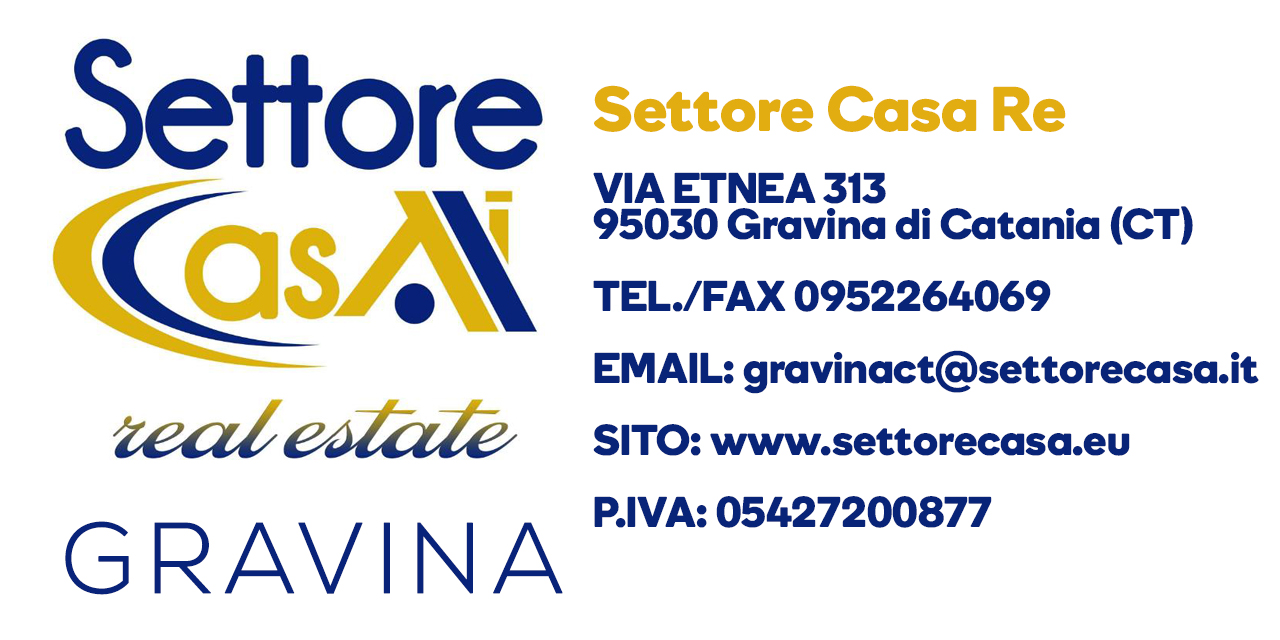 Settore
CasAi
real estate
GRAVINA
Settore Casa Re
VIA ETNEA 313
95030 Gravina di Catania (CT)
TEL./FAX 0952264069
EMAIL: gravinact@settorecasa.it
SITO: www.settorecasa.eu
P.IVA: 05427200877